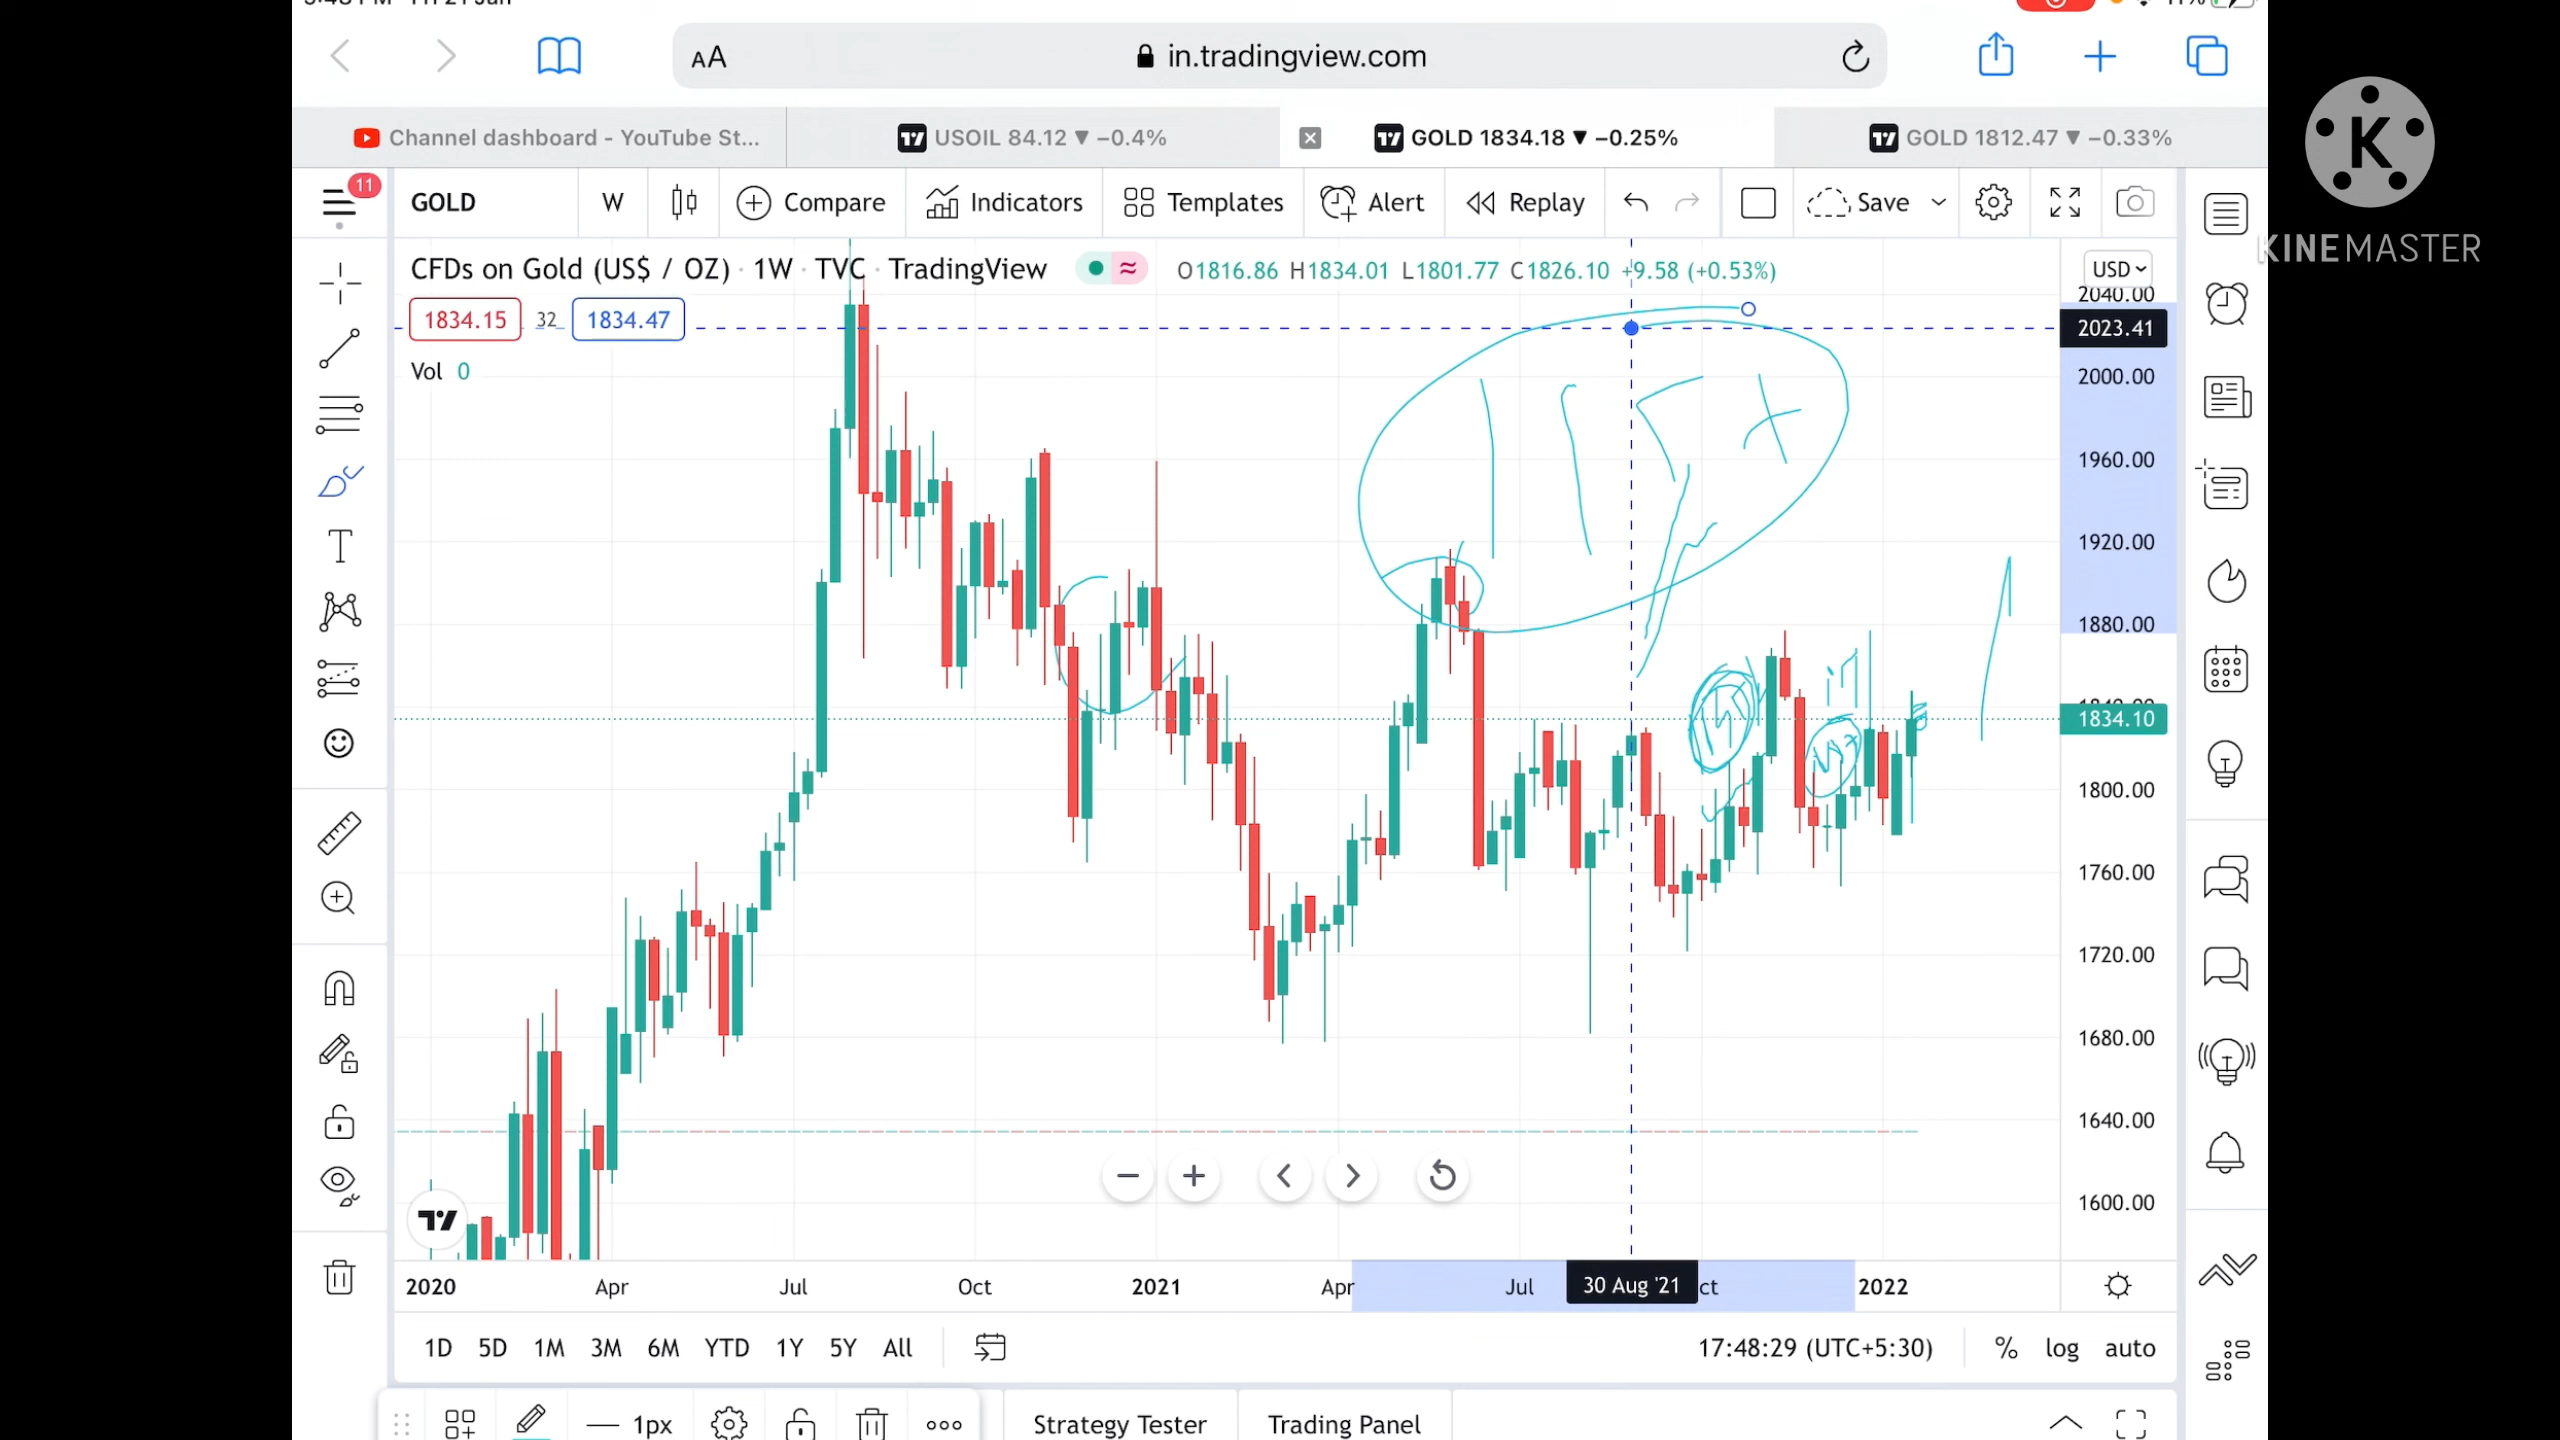 in.tradingview.com
AA
Channel dashboard - YouTube St...
USOIL 84.12 ▼ −0.4%
GOLD 1834.18 ▼ −0.25%
GOLD 1812.47 ▼ −0.33%
11
GOLD
W
Compare
Indicators
Templates
Alert
Replay
Save
KINEMASTER
CFDs on Gold (US$ / OZ) · 1W · TVC · TradingView
O1816.86 H1834.01 L1801.77 C1826.10 +9.58 (+0.53%)
USD
1834.15
32
1834.47
Vol 0
2040.00
2023.41
2000.00
1960.00
1920.00
1880.00
1834.10
1800.00
1760.00
1720.00
1680.00
1640.00
1600.00
2020
Apr
Jul
Oct
2021
Apr
Jul
30 Aug '21
ct
2022
1D
5D
1M
3M
6M
YTD
1Y
5Y
All
17:48:29 (UTC+5:30)
%
log
auto
1px
Strategy Tester
Trading Panel